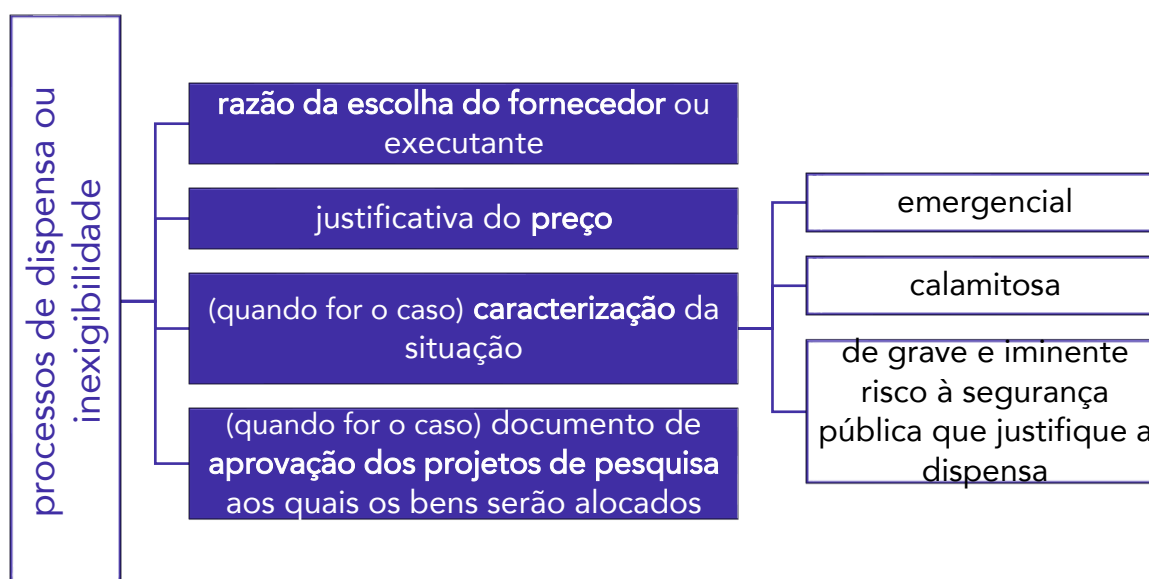 processos de dispensa ou
inexigibilidade
razão da escolha do fornecedor ou
executante
justificativa do preço
(quando for o caso) caracterização da
situação
(quando for o caso) documento de
aprovação dos projetos de pesquisa
aos quais os bens serão alocados
emergencial
calamitosa
de grave e iminente
risco à segurança
pública que justifique a
dispensa